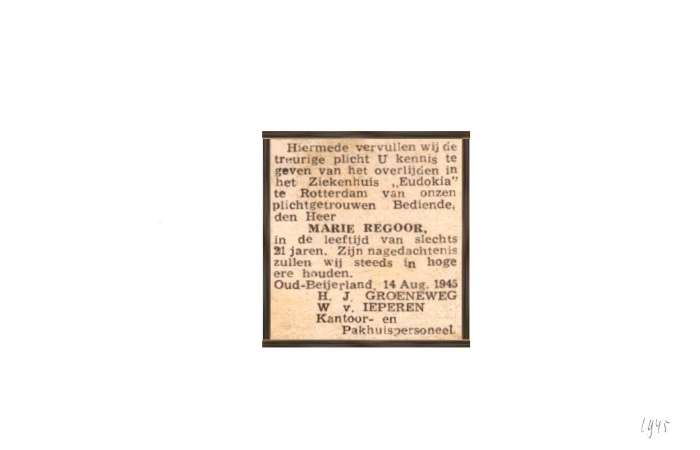 Hiermede vervullen wij de
treurige plicht U kennis te
geven van het overlijden in
het Ziekenhuis „Eudokia"
te Rotterdam van onzen
plichtgetrouwen Bediende,
den Heer
MARIE REGOOR,
in de leeftijd van slechts
21 jaren. Zijn nagedachtenis
zullen wij steeds in hoge
ere houden.
Oud-Beijerland, 14 Aug. 1945
H. J. GROENEWEG
W v. IEPEREN
Kantoor- en
Pakhuispersoneel.
1945